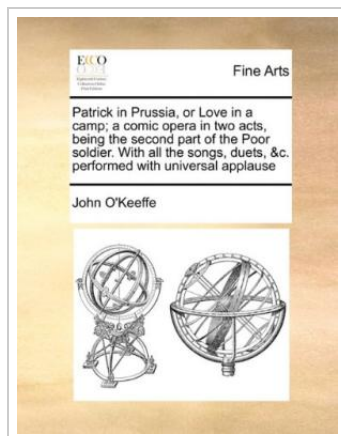 ECCO
Fine Arts
Patrick in Prussia, or Love in a
camp; a comic opera in two acts,
being the second part of the Poor
soldier. With all the songs, duets, &c.
performed with universal applause
John O'Keeffe